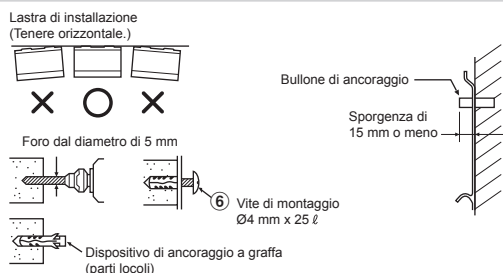 Lastra di installazione
(Tenere orizzontale.)
Foro dal diametro di 5 mm
⑥ Vite di montaggio
Ø4 mm x 25 ℓ
Dispositivo di ancoraggio a graffa
(parti locoli)
Bullone di ancoraggio
Sporgenza di
15 mm o meno